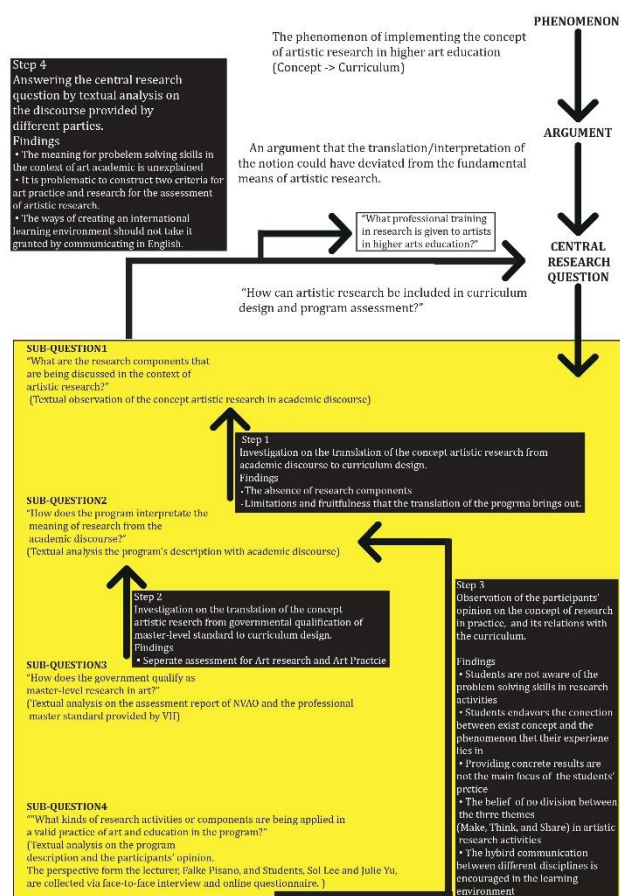 PHENOMENON
The phenomenon of implementing the concept
of artistic research in higher art education
(Concept -> Curriculum)
Step 4
Answering the central research
question by textual analysis on
the discourse provided by
different parties.
Findings
• The meaning for probelem solving skills in
the context of art academic is unexplained
• It is problematic to construct two criteria for
art practice and research for the assessment
of artistic research.
• The ways of creating an international
learning environment should not take it
granted by communicating in English.
ARGUMENT
An argument that the translation/interpretation of
the notion could have deviated from the fundamental
means of artistic research.
"What professional training
in research is given to artists
in higher arts education?"
CENTRAL
RESEARCH
QUESTION
"How can artistic research be included in curriculum
design and program assessment?"
SUB-QUESTION1
"What are the research components that
are being discussed in the context of
artistic research?"
(Textual observation of the concept artistic research in academic discourse)
Step 1
Investigation on the translation of the concept artistic research from
academic discourse to curriculum design.
Findings
-The absence of research components
-Limitations and fruitfulness that the translation of the progrma brings out.
SUB-QUESTION2
"How does the program interpretate the
meaning of research from the
academic discourse?"
(Textual analysis the program's description with academic discourse)
Step 2
Investigation on the translation of the concept
artistic reserch from governmental qualification of
master-level standard to curriculum design.
Findings
• Seperate assessment for Art research and Art Practcie
SUB-QUESTION3
"How does the government qualify as
master-level research in art?"
(Textual analysis on the assessment report of NVAO and the professional
master standard provided by VH)
Step 3
Observation of the participants'
opinion on the concept of research
in practice, and its relations with
the curriculum.
Findings
• Students are not aware of the
problem solving skills in research
activities
• Students endavors the conection
between exist concept and the
phenomenon thet their experiene
lies in
• Providing concrete results are
not the main focus of the students'
prctice
• The belief of no division between
the thrre themes
(Make, Think, and Share) in artistic
research activities
• The hybird communication
between different disciplines is
encouraged in the learning
environment
SUB-QUESTION4
""What kinds of research activities or components are being applied in
a valid practice of art and education in the program?"
(Textual analysis on the program
description and the participants' opinion.
The perspective form the lecturer, Falke Pisano, and Students, Sol Lee and Julie Yu,
are collected via face-to-face interview and online questionnaire. )